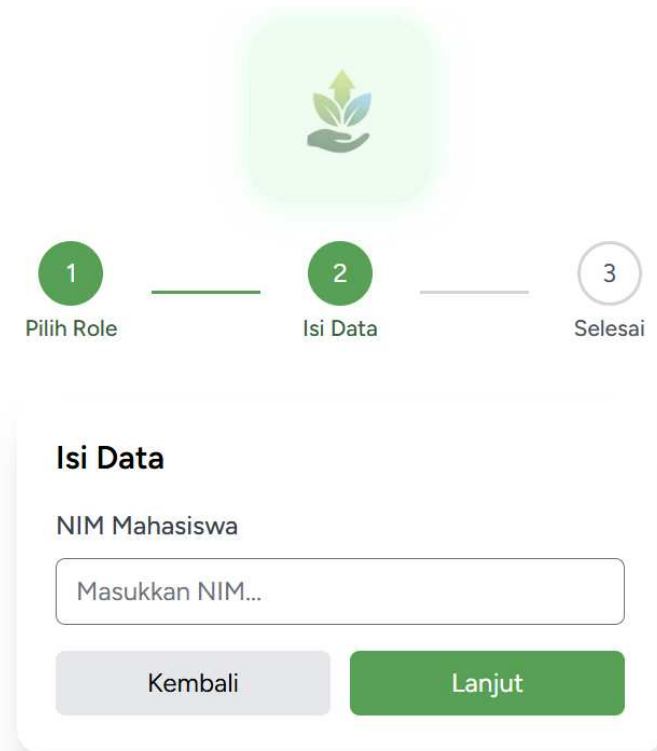 1
2
3
Pilih Role
Isi Data
Selesai
Isi Data
NIM Mahasiswa
Masukkan NIM...
Kembali
Lanjut